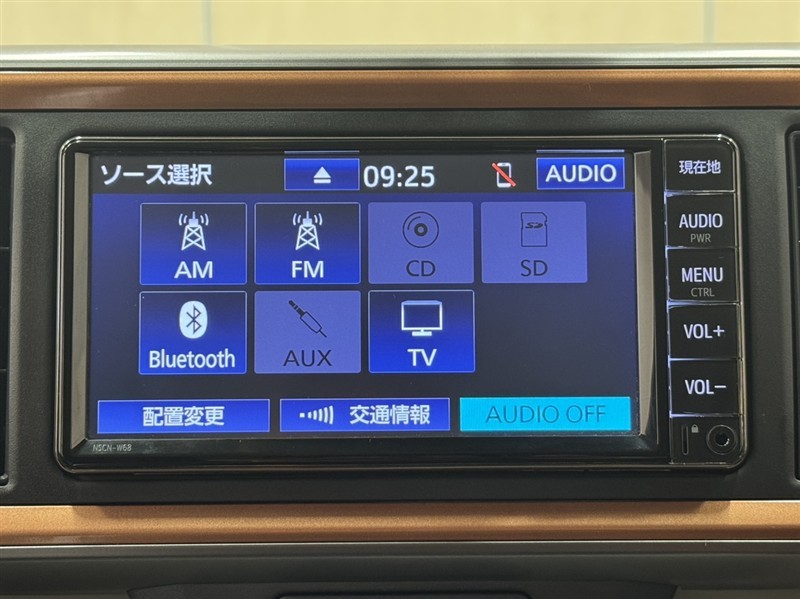 ソース選択
09:25
AUDIO
現在地
AM
FM
CD
SD
AUDIO
PWR
MENU
CTRL
Bluetooth
AUX
TV
VOL+
VOL−
配置変更
交通情報
AUDIO OFF
NSCN-W68